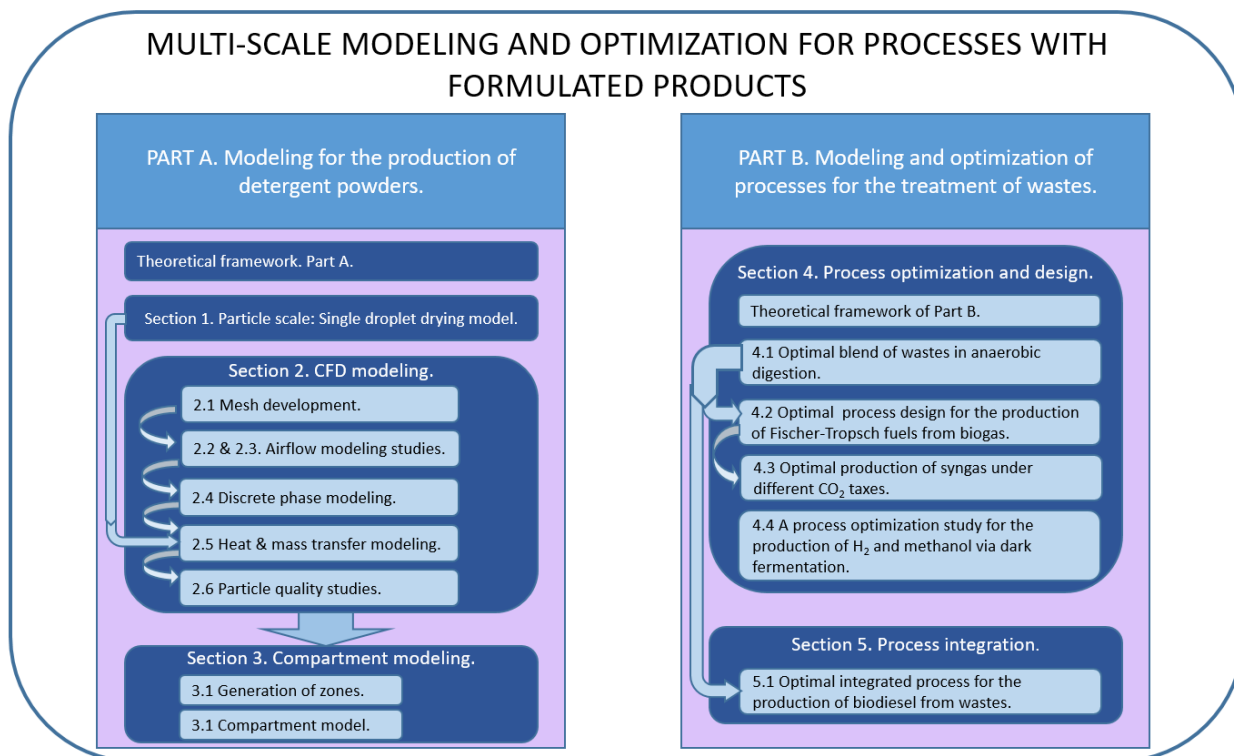 MULTI-SCALE MODELING AND OPTIMIZATION FOR PROCESSES WITH
FORMULATED PRODUCTS
PART A. Modeling for the production of
detergent powders.
Theoretical framework. Part A.
Section 1. Particle scale: Single droplet drying model.
Section 2. CFD modeling.
2.1 Mesh development.
2.2 & 2.3. Airflow modeling studies.
2.4 Discrete phase modeling.
2.5 Heat & mass transfer modeling.
2.6 Particle quality studies.
Section 3. Compartment modeling.
3.1 Generation of zones.
3.1 Compartment model.
PART B. Modeling and optimization of
processes for the treatment of wastes.
Section 4. Process optimization and design.
Theoretical framework of Part B.
4.1 Optimal blend of wastes in anaerobic
digestion.
4.2 Optimal process design for the production
of Fischer-Tropsch fuels from biogas.
4.3 Optimal production of syngas under
different CO₂ taxes.
4.4 A process optimization study for the
production of H₂ and methanol via dark
fermentation.
Section 5. Process integration.
5.1 Optimal integrated process for the
production of biodiesel from wastes.